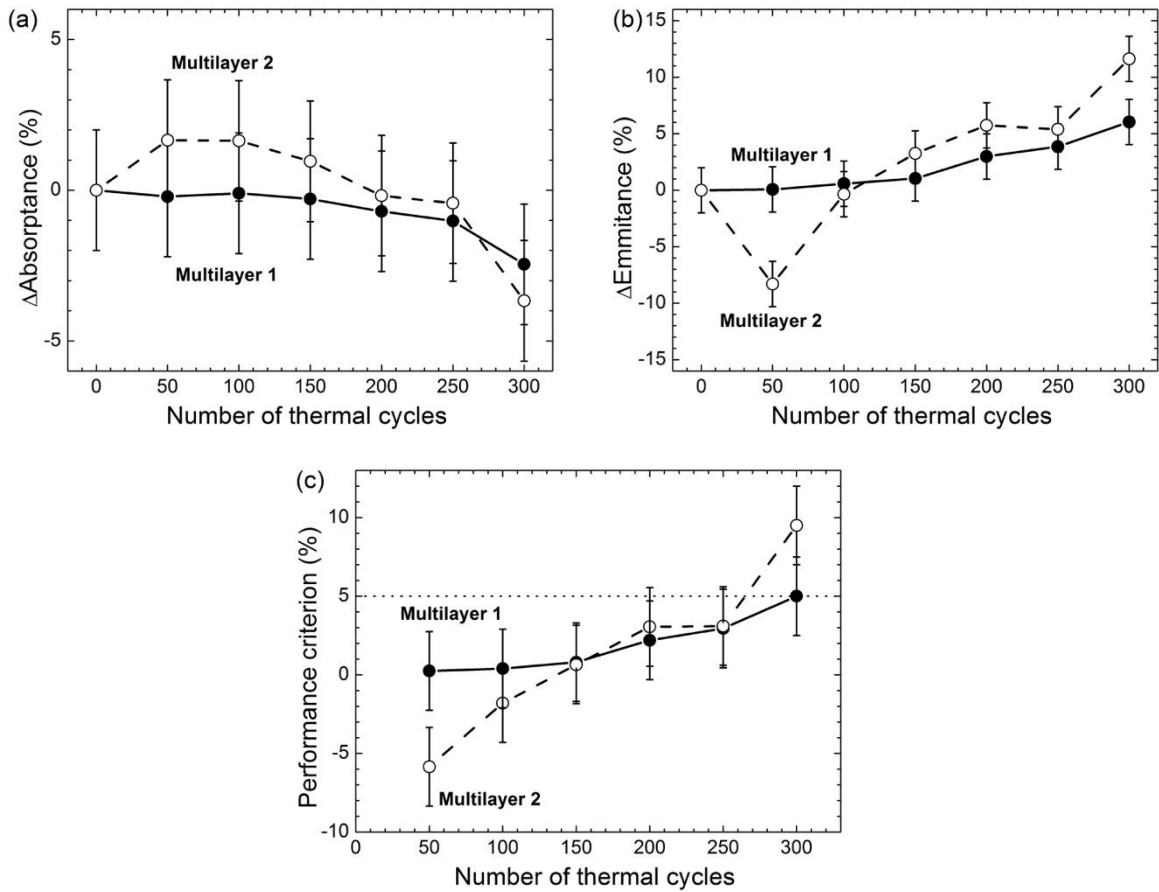 (a)
5
0
-5
ΔAbsorptance (%)
Multilayer 2
Multilayer 1
0 50 100 150 200 250 300
Number of thermal cycles
(b)
15
10
5
0
-5
-10
-15
ΔEmmitance (%)
Multilayer 1
Multilayer 2
0 50 100 150 200 250 300
Number of thermal cycles
(c)
10
5
0
-5
-10
Performance criterion (%)
Multilayer 1
Multilayer 2
0 50 100 150 200 250 300
Number of thermal cycles